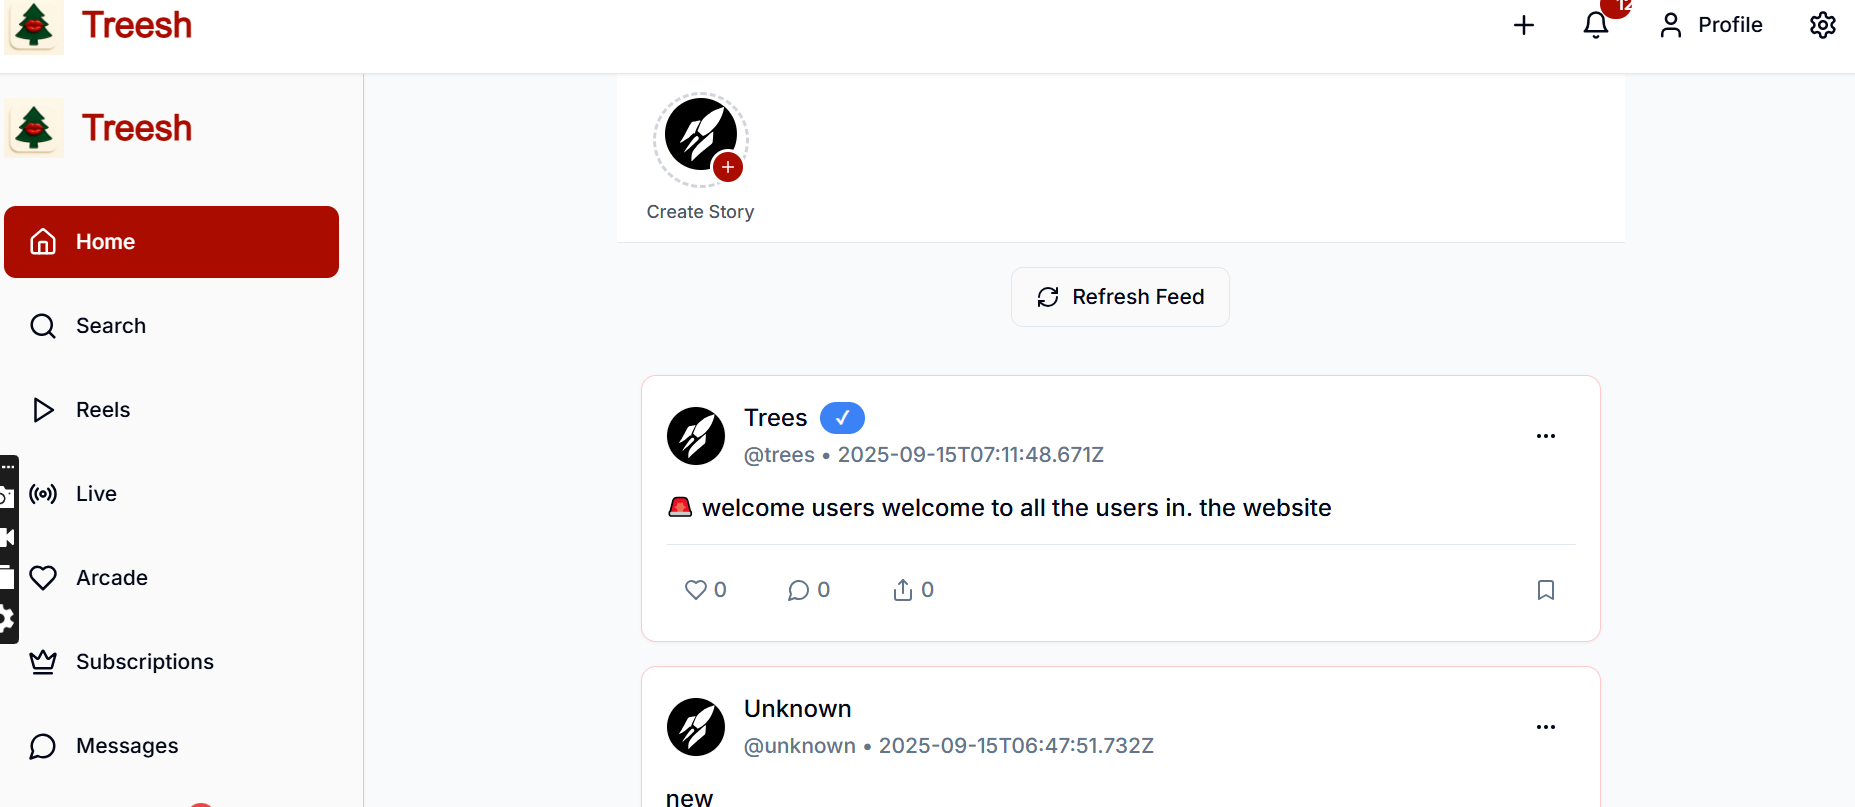 Treesh
12
Profile
Treesh
Home
Search
Reels
Live
Arcade
Subscriptions
Messages
Create Story
Refresh Feed
Trees
@trees • 2025-09-15T07:11:48.671Z
🚨 welcome users welcome to all the users in. the website
0 0 0
Unknown
@unknown • 2025-09-15T06:47:51.732Z
new